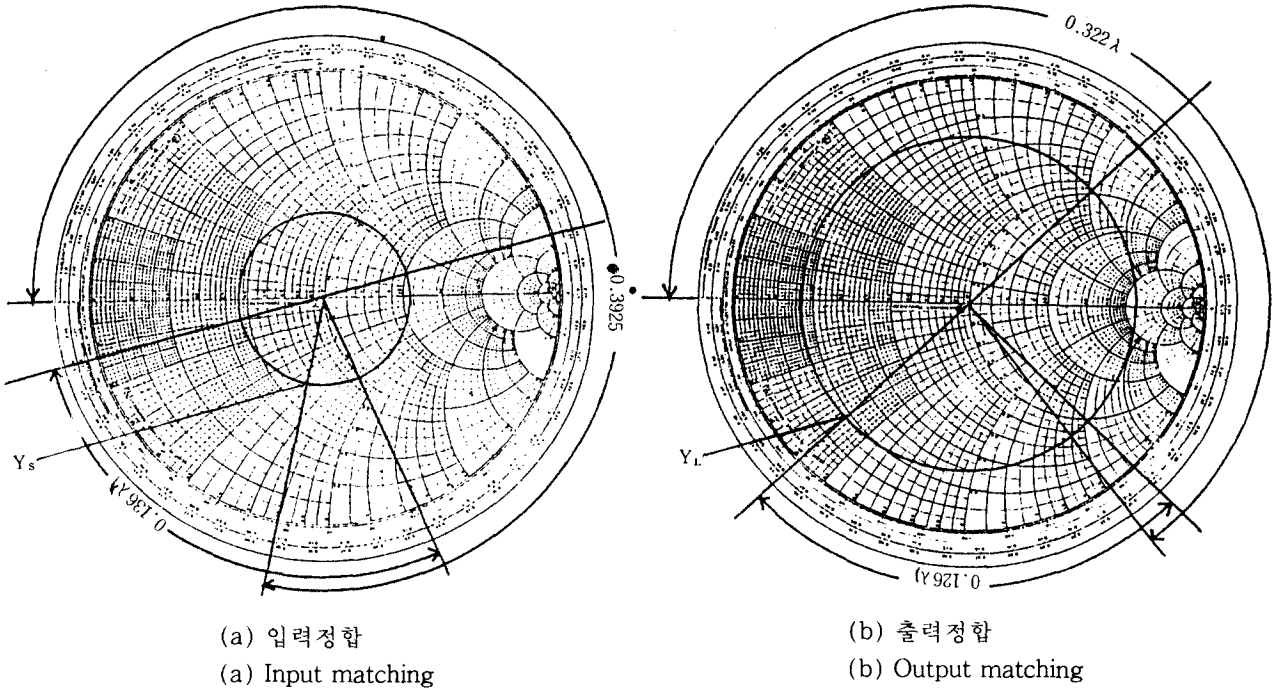 0.322λ
0.3925
Ys
0.136λ
YL
0.126λ
(a) 입력정합
(a) Input matching
(b) 출력정합
(b) Output matching